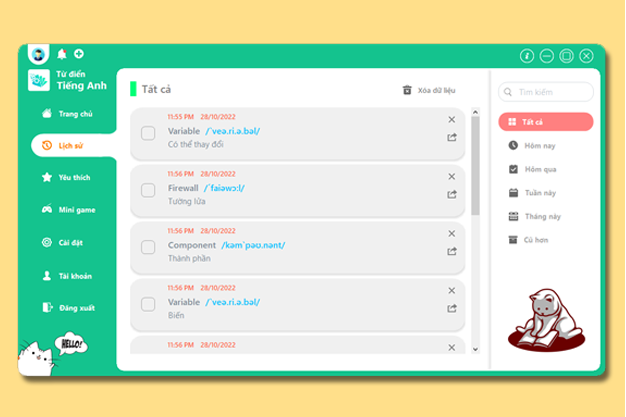 Từ điển
Tiếng Anh
Trang chủ
Lịch sử
Yêu thích
Mini game
Cài đặt
Tài khoản
Đăng xuất
HELLO!
Tất cả
Xóa dữ liệu
11:55 PM 28/10/2022
Variable /ˈveə.ri.ə.bəl/
Có thể thay đổi
11:56 PM 28/10/2022
Firewall /ˈfaɪəwɔːl/
Tường lửa
11:56 PM 28/10/2022
Component /kəmˈpəʊ.nənt/
Thành phần
11:56 PM 28/10/2022
Variable /ˈveə.ri.ə.bəl/
Biến
11:56 PM 28/10/2022
Tìm kiếm
Tất cả
Hôm nay
Hôm qua
Tuần này
Tháng này
Cũ hơn